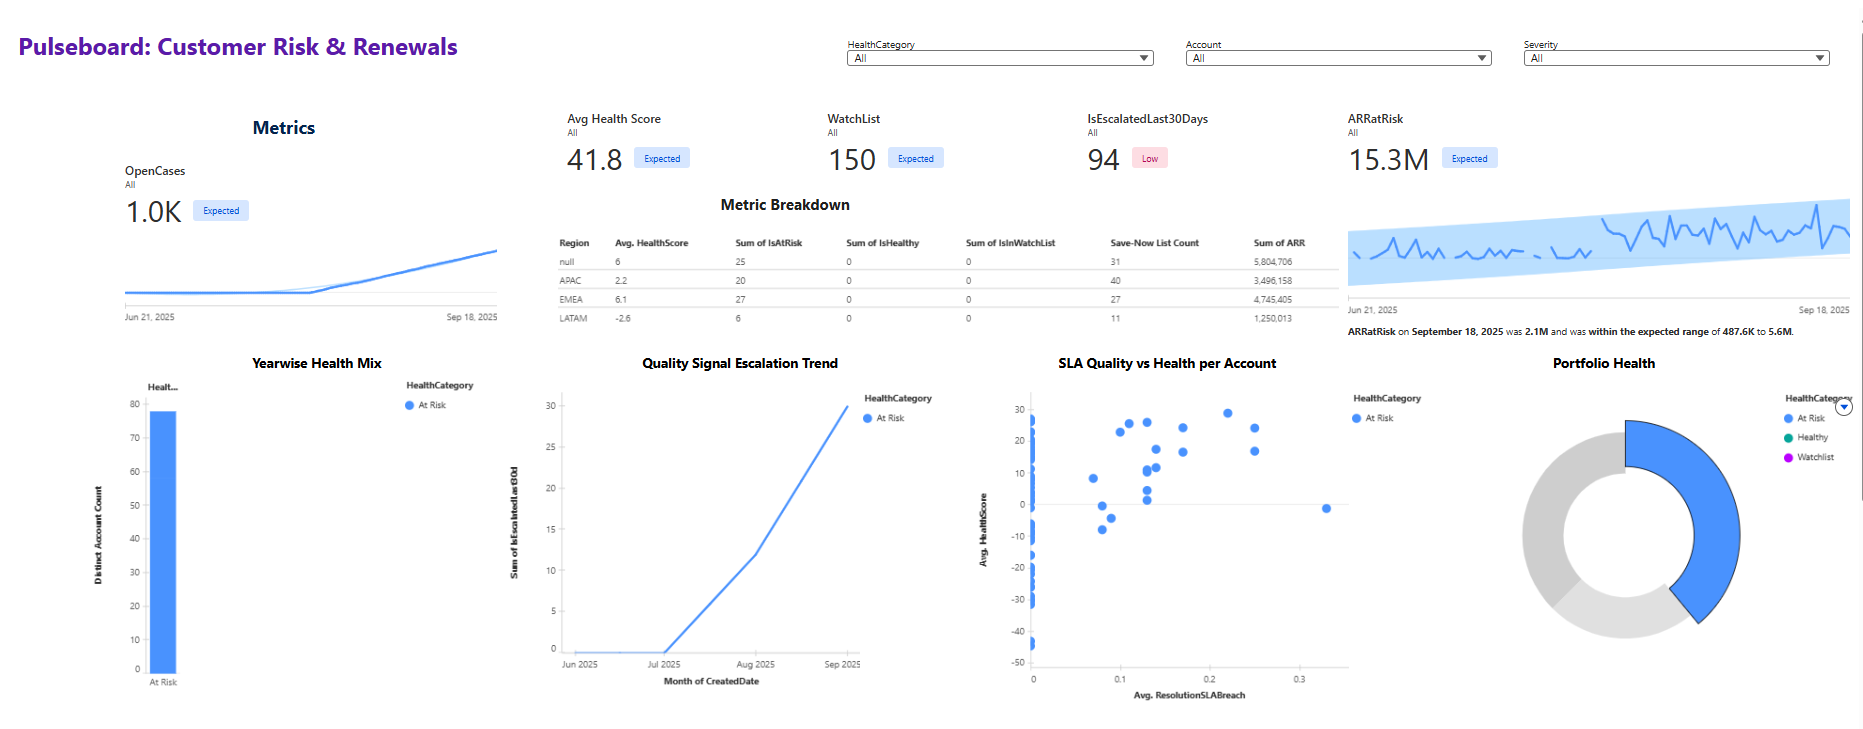 Pulseboard: Customer Risk & Renewals
HealthCategory
All
Account
All
Severity
All
Metrics
OpenCases
All
1.0K Expected
Jun 21, 2025 Sep 18, 2025
Avg Health Score
All
41.8 Expected
WatchList
All
150 Expected
IsEscalatedLast30Days
All
94 Low
ARRatRisk
All
15.3M Expected
Jun 21, 2025 Sep 18, 2025
ARRatRisk on September 18, 2025 was 2.1M and was within the expected range of 487.6K to 5.6M.
Metric Breakdown
Region Avg. HealthScore Sum of IsAtRisk Sum of IsHealthy Sum of IsInWatchList Save-Now List Count Sum of ARR
null 6 25 0 0 31 5,804,706
APAC 2.2 20 0 0 40 3,496,158
EMEA 6.1 27 0 0 27 4,745,405
LATAM -2.6 6 0 0 11 1,250,013
Yearwise Health Mix
Healt...
HealthCategory
At Risk
Distinct Account Count
80
70
60
50
40
30
20
10
0
At Risk
Quality Signal Escalation Trend
HealthCategory
At Risk
Sum of IsEscalatedLast30d
30
25
20
15
10
5
0
Jun 2025 Jul 2025 Aug 2025 Sep 2025
Month of CreatedDate
SLA Quality vs Health per Account
HealthCategory
At Risk
Avg. HealthScore
30
20
10
0
-10
-20
-30
-40
-50
0 0.1 0.2 0.3
Avg. ResolutionSLABreach
Portfolio Health
HealthCategory
At Risk
Healthy
Watchlist